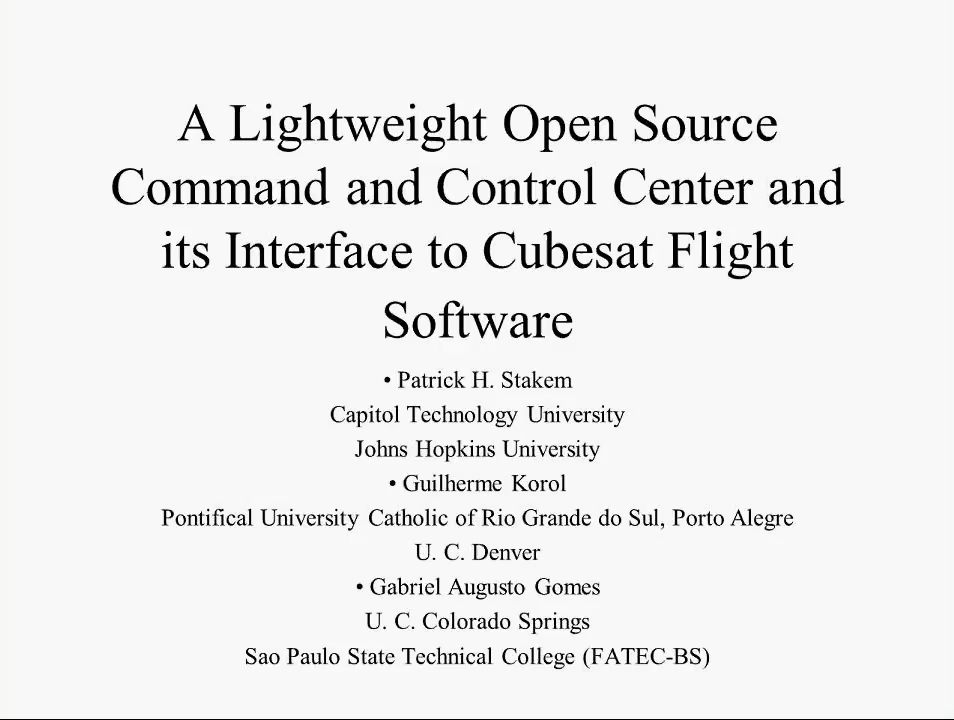 A Lightweight Open Source
Command and Control Center and
its Interface to Cubesat Flight
Software
• Patrick H. Stakem
Capitol Technology University
Johns Hopkins University
• Guilherme Korol
Pontifical University Catholic of Rio Grande do Sul, Porto Alegre
U. C. Denver
• Gabriel Augusto Gomes
U. C. Colorado Springs
Sao Paulo State Technical College (FATEC-BS)